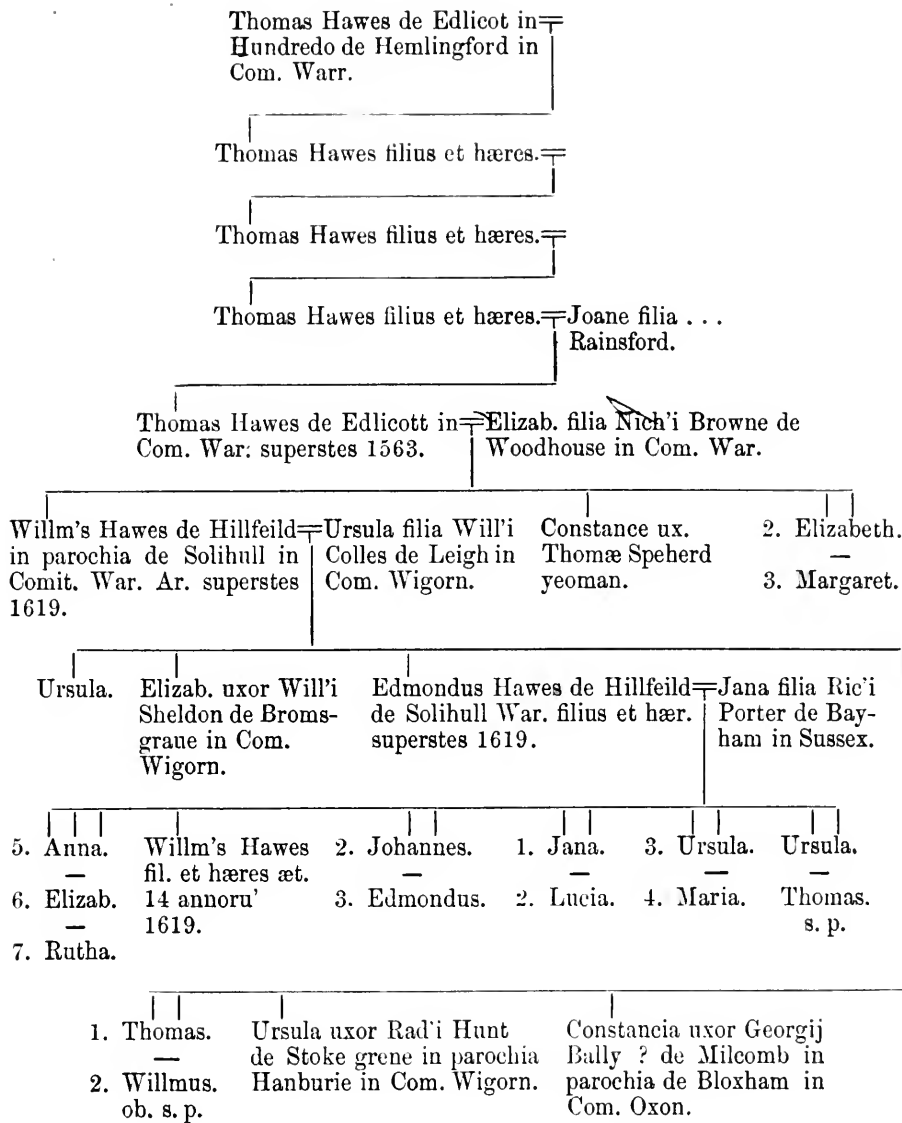 Thomas Hawes de Edlicot in
Hundredo de Hemlingford in
Com. Warr.
Thomas Hawes filius et hæres.
Thomas Hawes filius et hæres.
Thomas Hawes filius et hæres. Joane filia . . .
Rainsford.
Thomas Hawes de Edlicott in
Com. War: superstes 1563.
Elizab. filia Nich'i Browne de
Woodhouse in Com. War.
Willm's Hawes de Hillfeild
in parochia de Solihull in
Comit. War. Ar. superstes
1619.
Ursula filia Will'i
Colles de Leigh in
Com. Wigorn.
Constance ux.
Thomæ Speherd
yeoman.
2. Elizabeth.
3. Margaret.
Ursula.
Elizab. uxor Will'i
Sheldon de Broms-
graue in Com.
Wigorn.
Edmondus Hawes de Hillfeild
de Solihull War. filius et hær.
superstes 1619.
Jana filia Ric'i
Porter de Bay-
ham in Sussex.
5. Anna.
6. Elizab.
7. Rutha.
Willm's Hawes
fil. et hæres æt.
14 annoru'
1619.
2. Johannes.
3. Edmondus.
1. Jana.
2. Lucia.
3. Ursula.
4. Maria.
Ursula.
Thomas.
s. p.
1. Thomas.
2. Willmus.
ob. s. p.
Ursula uxor Rad'i Hunt
de Stoke grene in parochia
Hanburie in Com. Wigorn.
Constancia uxor Georgij
Bally ? de Milcomb in
parochia de Bloxham in
Com. Oxon.